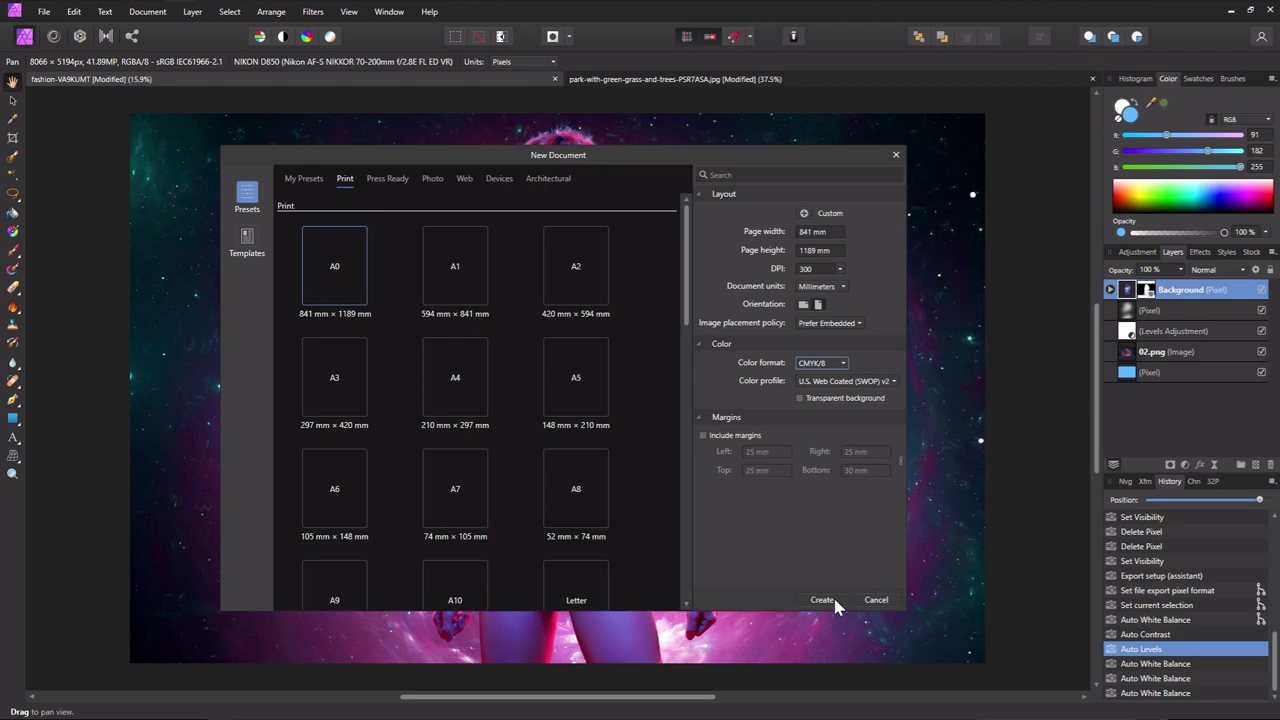 File Edit Text Document Layer Select Arrange Filters View Window Help
Pan 8066 × 5194px, 41.89MP, RGBA/8 - sRGB IEC61966-2.1 NIKON D850 (Nikon AF-S NIKKOR 70-200mm f/2.8E FL ED VR) Units: Pixels
fashion-VA9KUMT [Modified] (15.9%) park-with-green-grass-and-trees-PSR7ASA.jpg [Modified] (37.5%)
New Document
Presets
Templates
My Presets Print Press Ready Photo Web Devices Architectural
Print
A0 A1 A2
841 mm × 1189 mm 594 mm × 841 mm 420 mm × 594 mm
A3 A4 A5
297 mm × 420 mm 210 mm × 297 mm 148 mm × 210 mm
A6 A7 A8
105 mm × 148 mm 74 mm × 105 mm 52 mm × 74 mm
A9 A10 Letter
Search
Layout
Custom
Page width: 841 mm
Page height: 1189 mm
DPI: 300
Document units: Millimeters
Orientation:
Image placement policy: Prefer Embedded
Color
Color format: CMYK/8
Color profile: U.S. Web Coated (SWOP) v2
Transparent background
Margins
Include margins
Left: 25 mm Right: 25 mm
Top: 25 mm Bottom: 30 mm
Create Cancel
Histogram Color Swatches Brushes
RGB
R: 91
G: 182
B: 255
Opacity
100 %
Adjustment Layers Effects Styles Stock
Opacity: 100 % Normal
Background (Pixel)
(Pixel)
(Levels Adjustment)
02.png (Image)
(Pixel)
Nvg Xfm History Chn 32P
Position:
Set Visibility
Delete Pixel
Delete Pixel
Set Visibility
Export setup (assistant)
Set file export pixel format
Set current selection
Auto White Balance
Auto Contrast
Auto Levels
Auto White Balance
Auto White Balance
Auto White Balance
Drag to pan view.